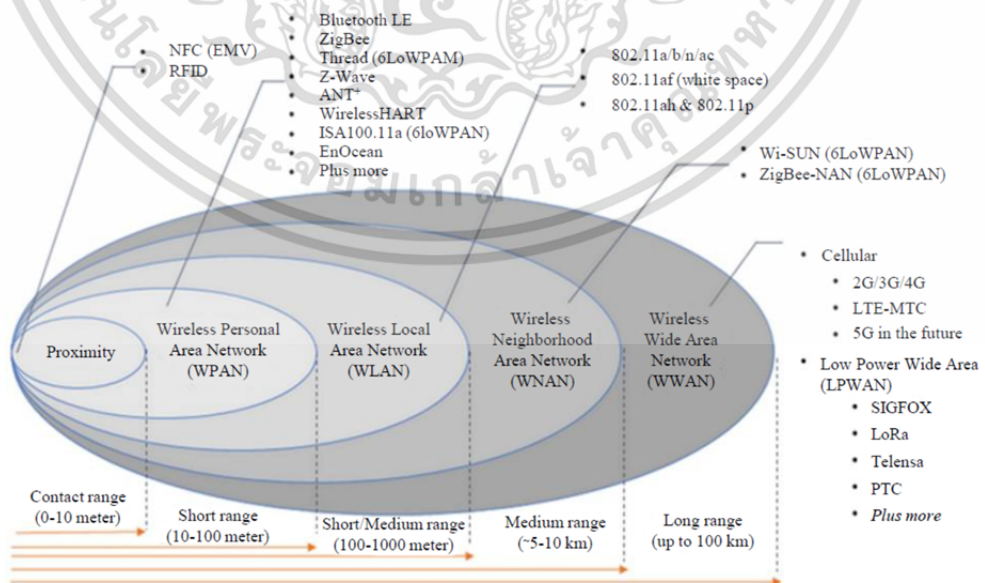 • NFC (EMV)
• RFID
• Bluetooth LE
• ZigBee
• Thread (6LoWPAM)
• Z-Wave
• ANT⁺
• WirelessHART
• ISA100.11a (6loWPAN)
• EnOcean
• Plus more
• 802.11a/b/n/ac
• 802.11af (white space)
• 802.11ah & 802.11p
• Wi-SUN (6LoWPAN)
• ZigBee-NAN (6LoWPAN)
• Cellular
• 2G/3G/4G
• LTE-MTC
• 5G in the future
• Low Power Wide Area
(LPWAN)
• SIGFOX
• LoRa
• Telensa
• PTC
• Plus more
Proximity
Wireless Personal
Area Network
(WPAN)
Wireless Local
Area Network
(WLAN)
Wireless
Neighborhood
Area Network
(WNAN)
Wireless
Wide Area
Network
(WWAN)
Contact range
(0-10 meter)
Short range
(10-100 meter)
Short/Medium range
(100-1000 meter)
Medium range
(~5-10 km)
Long range
(up to 100 km)